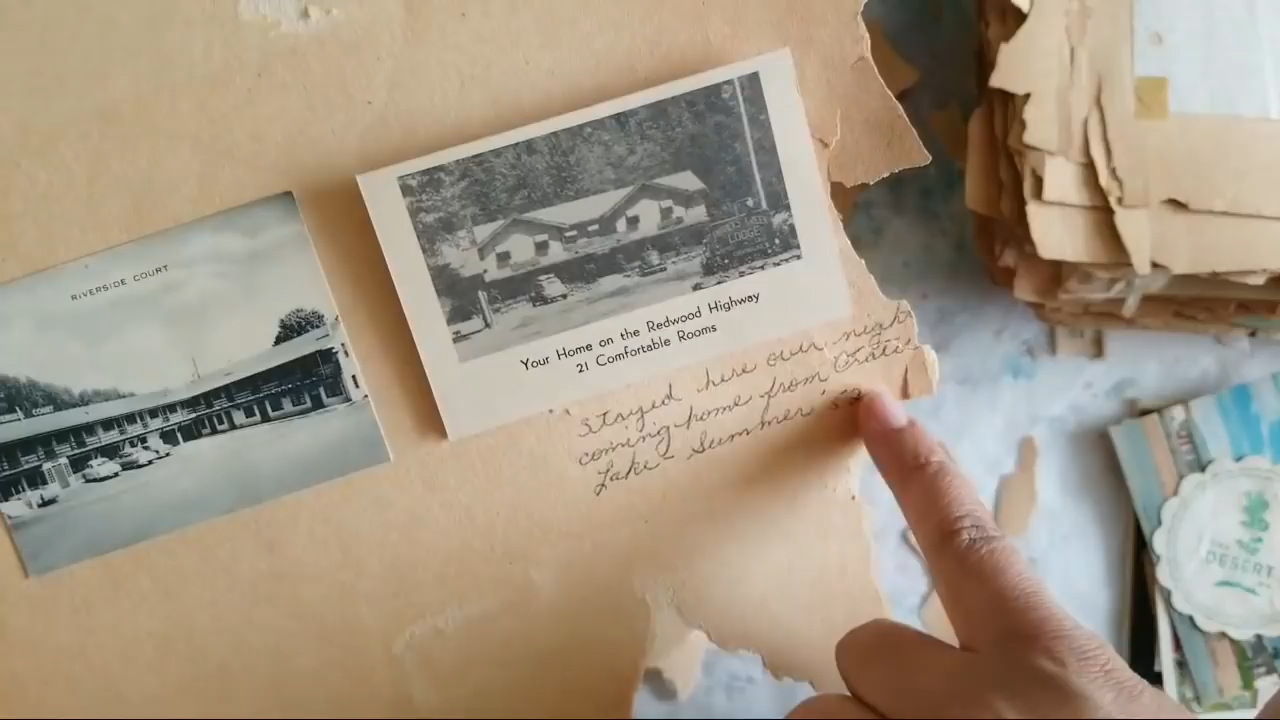 RIVERSIDE COURT
COURT
LODGE
Your Home on the Redwood Highway
21 Comfortable Rooms
Stayed here over night
coming home from Crater
Lake - Summer '52
DESERT